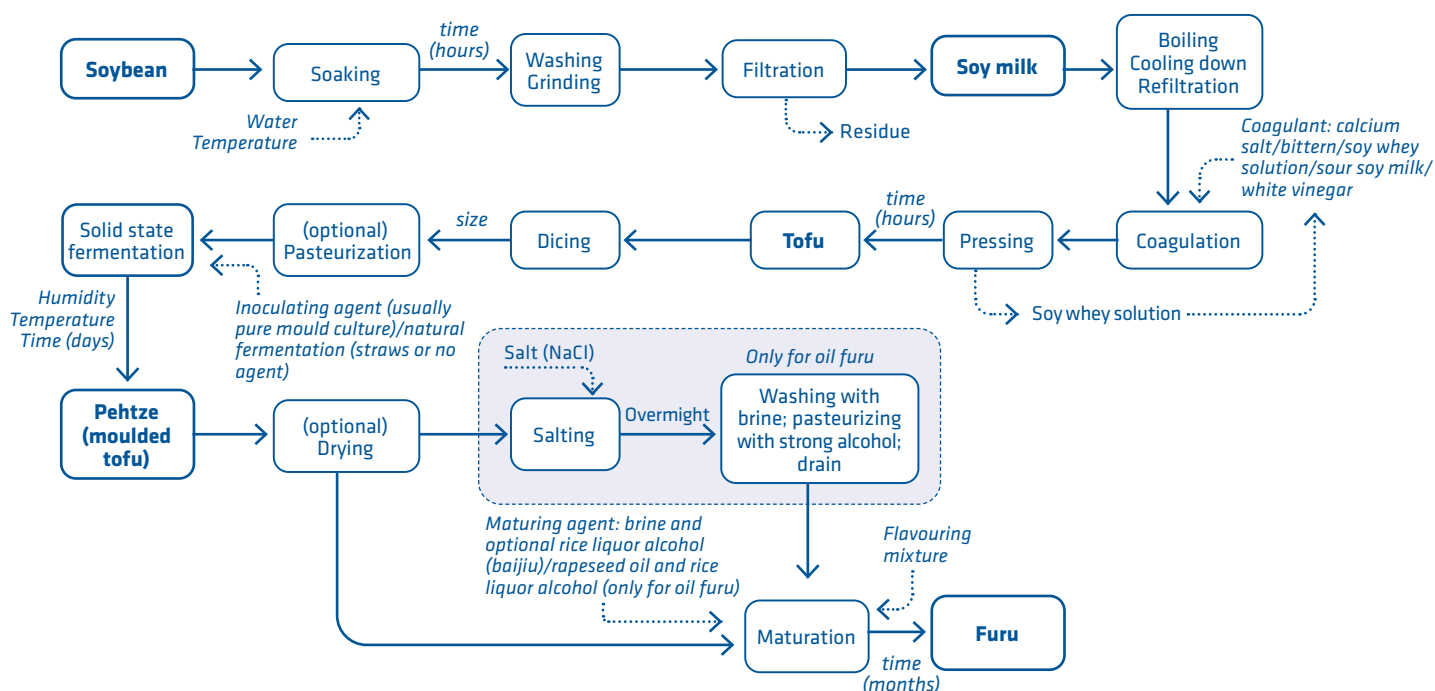 Soybean
Soaking
time
(hours)
Washing
Grinding
Filtration
Soy milk
Boiling
Cooling down
Refiltration
Water
Temperature
Residue
Coagulant: calcium
salt/bittern/soy whey
solution/sour soy milk/
white vinegar
Solid state
fermentation
(optional)
Pasteurization
size
Dicing
Tofu
time
(hours)
Pressing
Coagulation
Humidity
Temperature
Time (days)
Inoculating agent (usually
pure mould culture)/natural
fermentation (straws or no
agent)
Soy whey solution
Salt (NaCl)
Only for oil furu
Pehtze
(moulded
tofu)
(optional)
Drying
Salting
Overmight
Washing with
brine; pasteurizing
with strong alcohol;
drain
Maturing agent: brine and
optional rice liquor alcohol
(baijiu)/rapeseed oil and rice
liquor alcohol (only for oil furu)
Flavouring
mixture
Maturation
Furu
time
(months)